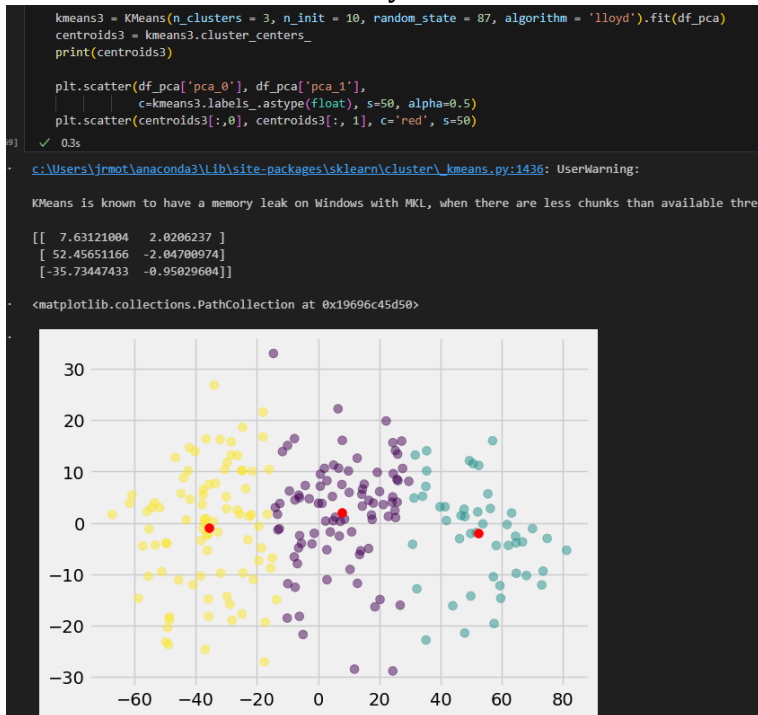 kmeans3 = KMeans(n_clusters = 3, n_init = 10, random_state = 87, algorithm = 'lloyd').fit(df_pca)
centroids3 = kmeans3.cluster_centers_
print(centroids3)
plt.scatter(df_pca['pca_0'], df_pca['pca_1'],
c=kmeans3.labels_.astype(float), s=50, alpha=0.5)
plt.scatter(centroids3[:,0], centroids3[:, 1], c='red', s=50)
9] ✓ 0.3s
c:\Users\jrmot\anaconda3\Lib\site-packages\sklearn\cluster\_kmeans.py:1436: UserWarning:
KMeans is known to have a memory leak on Windows with MKL, when there are less chunks than available thre
[[ 7.63121004 2.0206237 ]
[ 52.45651166 -2.04700974]
[-35.73447433 -0.95029604]]
<matplotlib.collections.PathCollection at 0x19696c45d50>
30
20
10
0
−10
−20
−30
−60 −40 −20 0 20 40 60 80